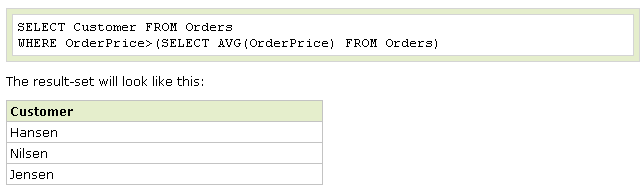 SELECT Customer FROM Orders
WHERE OrderPrice>(SELECT AVG(OrderPrice) FROM Orders)
The result-set will look like this:
Customer
Hansen
Nilsen
Jensen